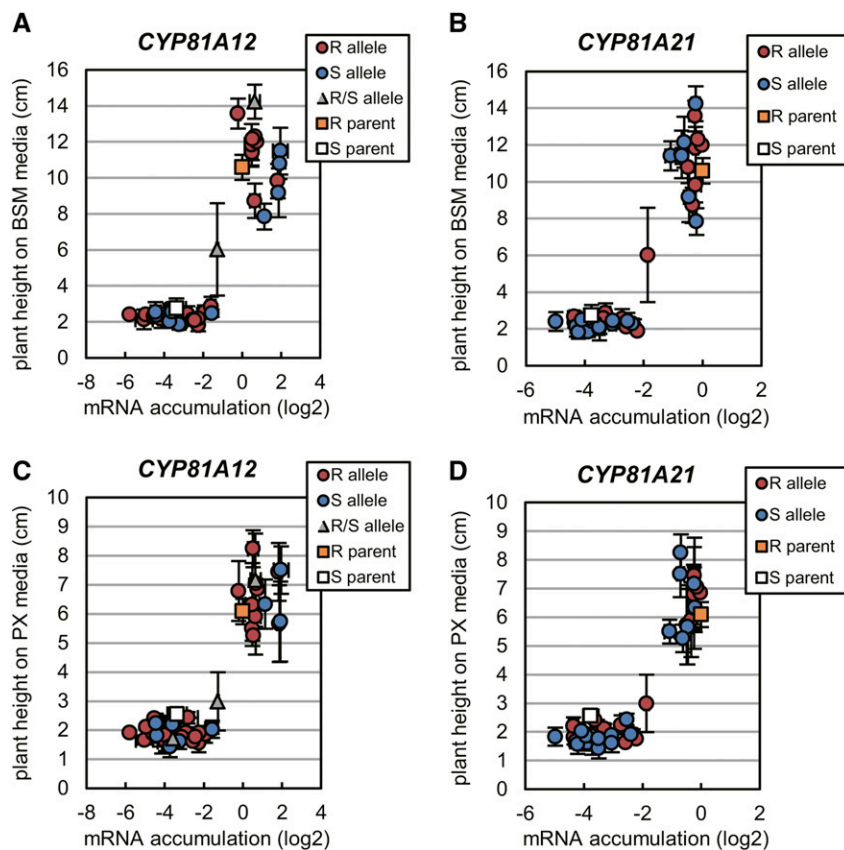 A
CYP81A12
plant height on BSM media (cm)
16
14
12
10
8
6
4
2
0
-8 -6 -4 -2 0 2 4
mRNA accumulation (log2)
R allele
S allele
R/S allele
R parent
S parent
B
CYP81A21
plant height on BSM media (cm)
16
14
12
10
8
6
4
2
0
-6 -4 -2 0 2
mRNA accumulation (log2)
R allele
S allele
R parent
S parent
C
CYP81A12
plant height on PX media (cm)
10
9
8
7
6
5
4
3
2
1
0
-8 -6 -4 -2 0 2 4
mRNA accumulation (log2)
R allele
S allele
R/S allele
R parent
S parent
D
CYP81A21
plant height on PX media (cm)
10
9
8
7
6
5
4
3
2
1
0
-6 -4 -2 0 2
mRNA accumulation (log2)
R allele
S allele
R parent
S parent